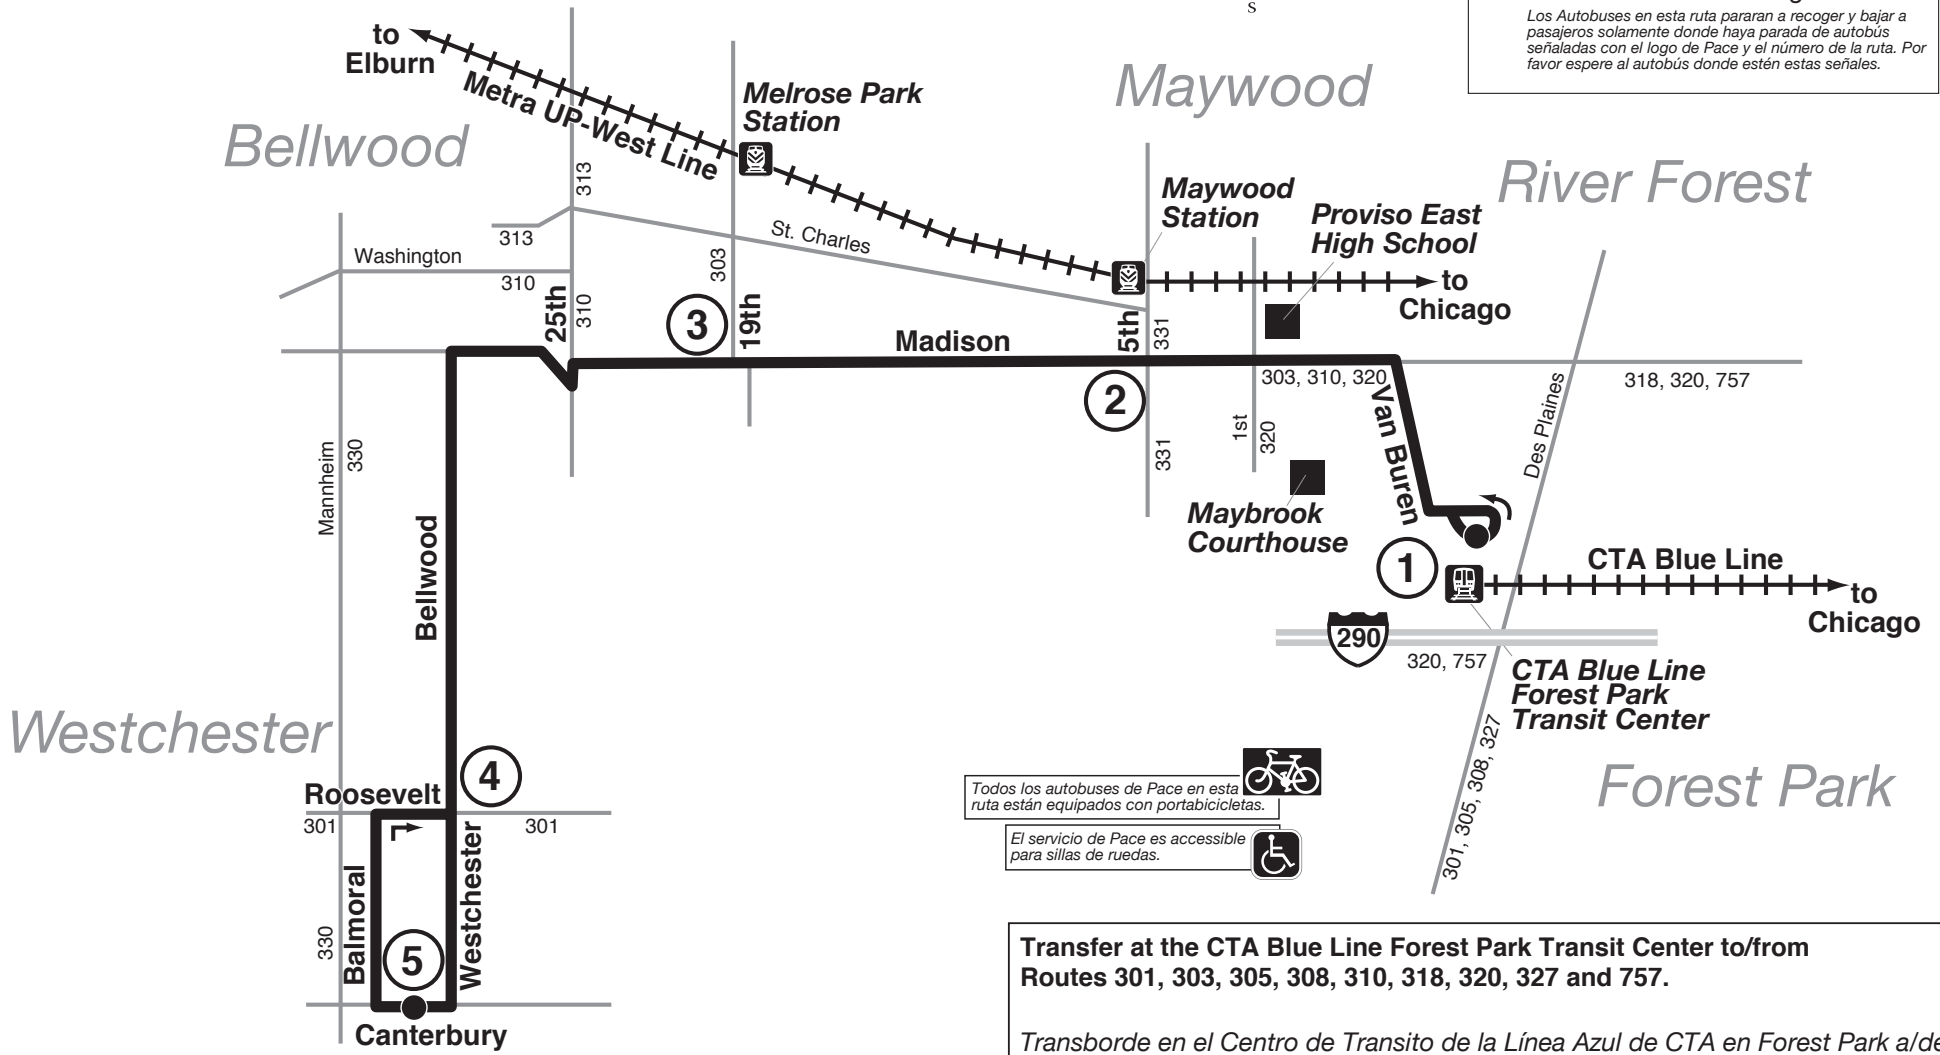 s
Los Autobuses en esta ruta pararan a recoger y bajar a
pasajeros solamente donde haya parada de autobús
señaladas con el logo de Pace y el número de la ruta. Por
favor espere al autobús donde estén estas señales.
to
Elburn
Metra UP-West Line
Melrose Park
Station
Maywood
Bellwood
River Forest
Maywood
Station
Proviso East
High School
313
313
St. Charles
303
Washington
310
25th
310
3
19th
Madison
5th
331
to
Chicago
303, 310, 320
318, 320, 757
2
Van Buren
Des Plaines
1st
320
331
Mannheim
330
Maybrook
Courthouse
Bellwood
1
CTA Blue Line
to
Chicago
290
320, 757
CTA Blue Line
Forest Park
Transit Center
301, 305, 308, 327
Westchester
4
Roosevelt
301
301
Forest Park
Todos los autobuses de Pace en esta
ruta están equipados con portabicicletas.
El servicio de Pace es accessible
para sillas de ruedas.
Balmoral
Westchester
330
5
Canterbury
Transfer at the CTA Blue Line Forest Park Transit Center to/from
Routes 301, 303, 305, 308, 310, 318, 320, 327 and 757.
Transborde en el Centro de Transito de la Línea Azul de CTA en Forest Park a/de